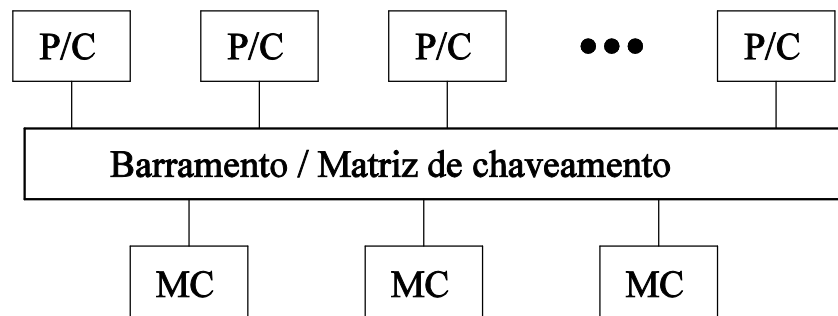 P/C P/C P/C ●●● P/C
Barramento / Matriz de chaveamento
MC MC MC